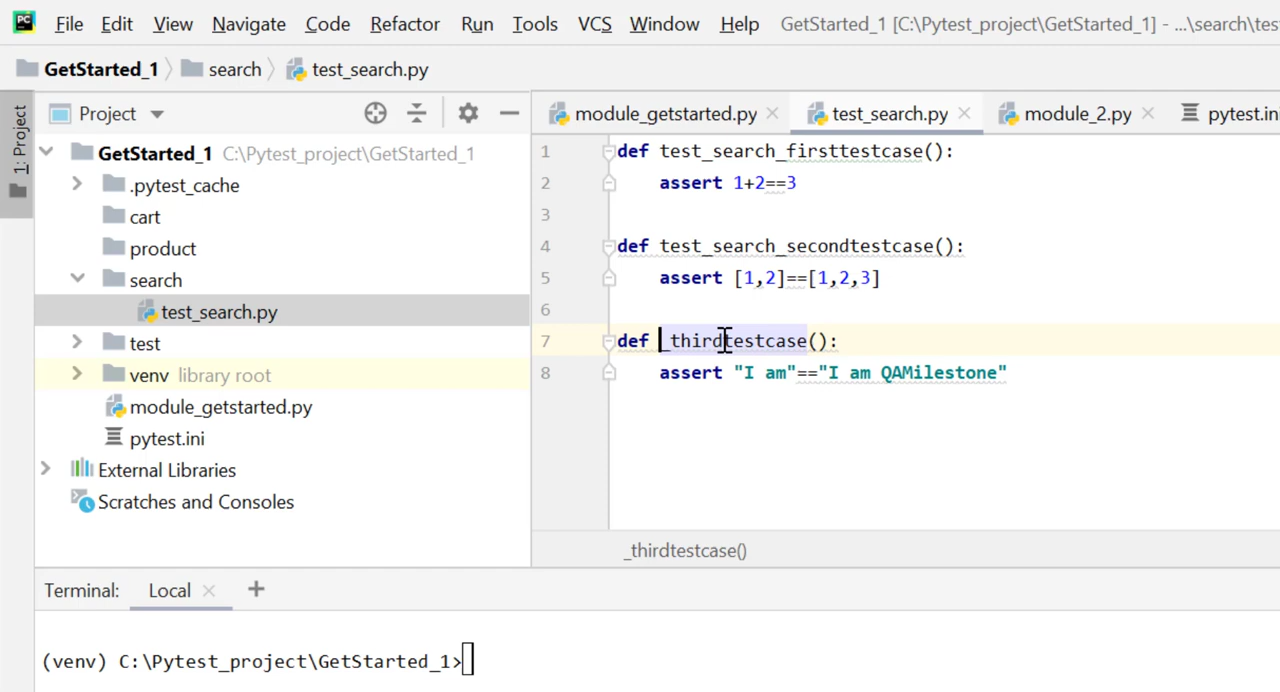 PC File Edit View Navigate Code Refactor Run Tools VCS Window Help GetStarted_1 [C:\Pytest_project\GetStarted_1] - ...\search\tes
GetStarted_1 search test_search.py
1: Project
Project
module_getstarted.py test_search.py module_2.py pytest.ini
GetStarted_1 C:\Pytest_project\GetStarted_1
.pytest_cache
cart
product
search
test_search.py
test
venv library root
module_getstarted.py
pytest.ini
External Libraries
Scratches and Consoles
1 def test_search_firsttestcase():
2 assert 1+2==3
3
4 def test_search_secondtestcase():
5 assert [1,2]==[1,2,3]
6
7 def _thirdtestcase():
8 assert "I am"=="I am QAMilestone"
_thirdtestcase()
Terminal: Local +
(venv) C:\Pytest_project\GetStarted_1>